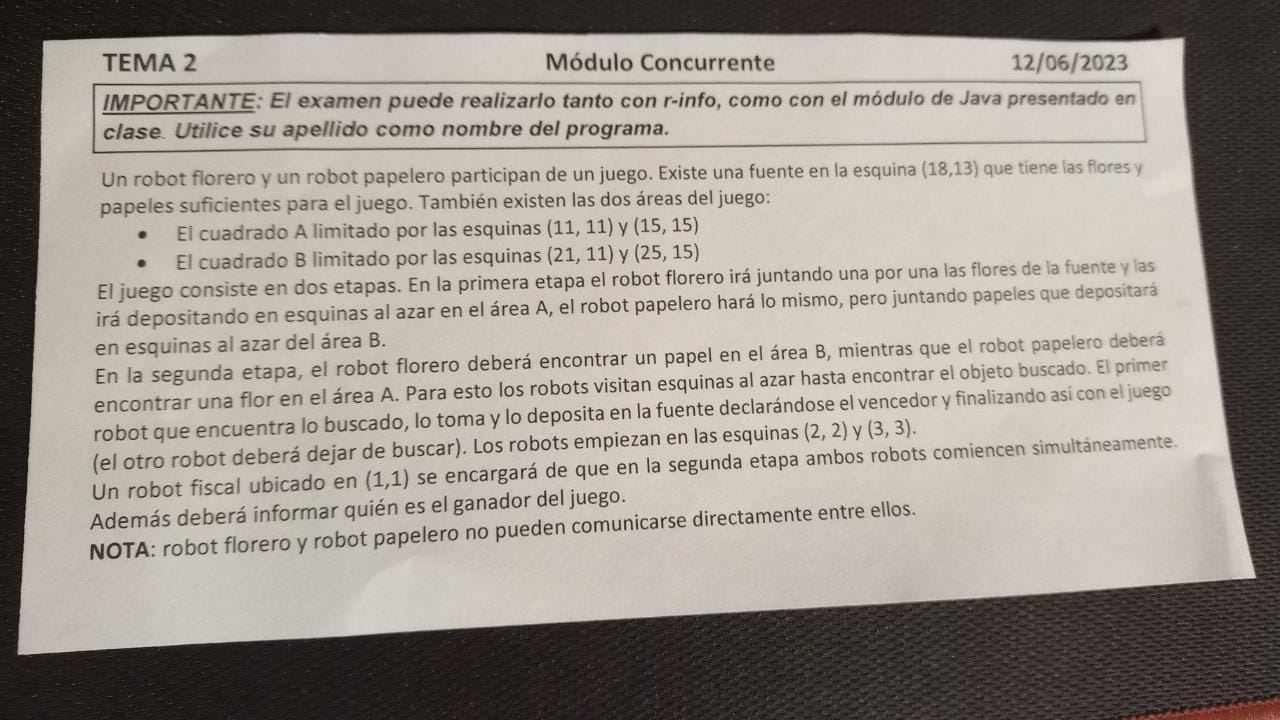 TEMA 2 Módulo Concurrente 12/06/2023
IMPORTANTE: El examen puede realizarlo tanto con r-info, como con el módulo de Java presentado en
clase. Utilice su apellido como nombre del programa.
Un robot florero y un robot papelero participan de un juego. Existe una fuente en la esquina (18,13) que tiene las flores y
papeles suficientes para el juego. También existen las dos áreas del juego:
• El cuadrado A limitado por las esquinas (11, 11) y (15, 15)
• El cuadrado B limitado por las esquinas (21, 11) y (25, 15)
El juego consiste en dos etapas. En la primera etapa el robot florero irá juntando una por una las flores de la fuente y las
irá depositando en esquinas al azar en el área A, el robot papelero hará lo mismo, pero juntando papeles que depositará
en esquinas al azar del área B.
En la segunda etapa, el robot florero deberá encontrar un papel en el área B, mientras que el robot papelero deberá
encontrar una flor en el área A. Para esto los robots visitan esquinas al azar hasta encontrar el objeto buscado. El primer
robot que encuentra lo buscado, lo toma y lo deposita en la fuente declarándose el vencedor y finalizando así con el juego
(el otro robot deberá dejar de buscar). Los robots empiezan en las esquinas (2, 2) y (3, 3).
Un robot fiscal ubicado en (1,1) se encargará de que en la segunda etapa ambos robots comiencen simultáneamente.
Además deberá informar quién es el ganador del juego.
NOTA: robot florero y robot papelero no pueden comunicarse directamente entre ellos.